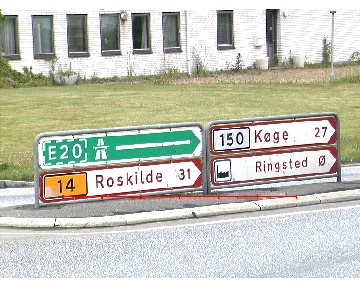 E20
14 Roskilde 31
150 Køge 27
Ringsted Ø